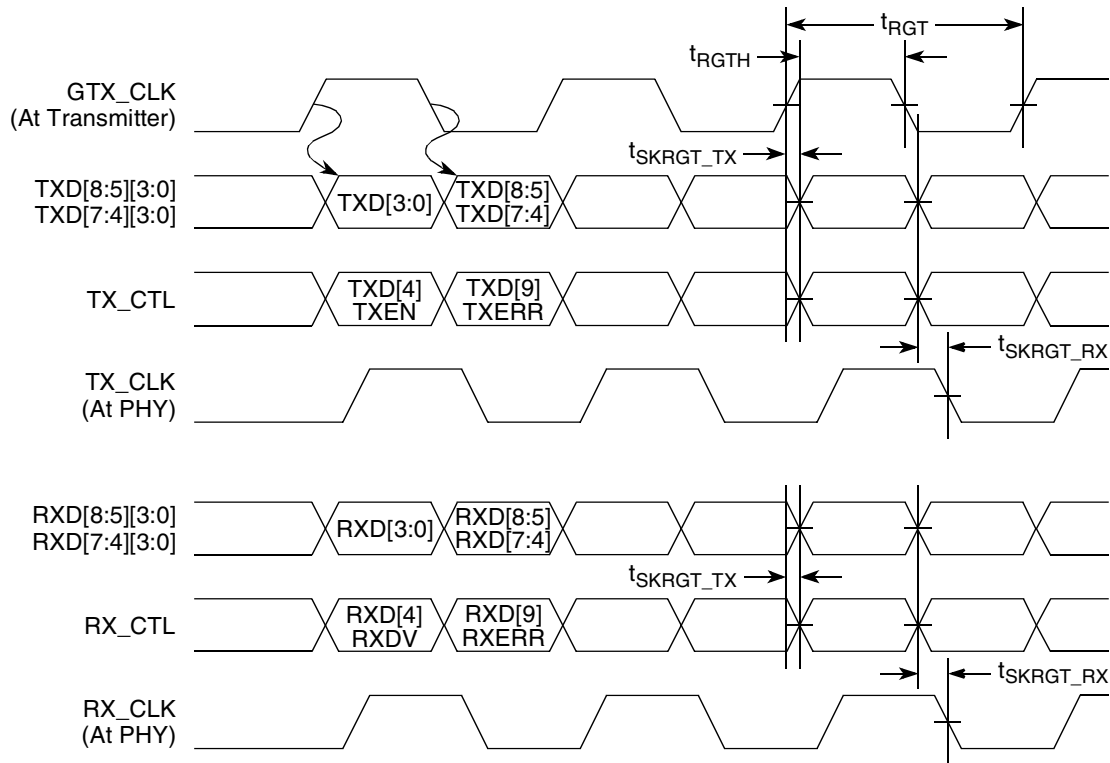 tRGT
tRGTH
GTX_CLK
(At Transmitter)
tSKRGT_TX
TXD[8:5][3:0]
TXD[7:4][3:0]
TXD[3:0]
TXD[8:5]
TXD[7:4]
TX_CTL
TXD[4]
TXEN
TXD[9]
TXERR
tSKRGT_RX
TX_CLK
(At PHY)
RXD[8:5][3:0]
RXD[7:4][3:0]
RXD[3:0]
RXD[8:5]
RXD[7:4]
tSKRGT_TX
RX_CTL
RXD[4]
RXDV
RXD[9]
RXERR
tSKRGT_RX
RX_CLK
(At PHY)